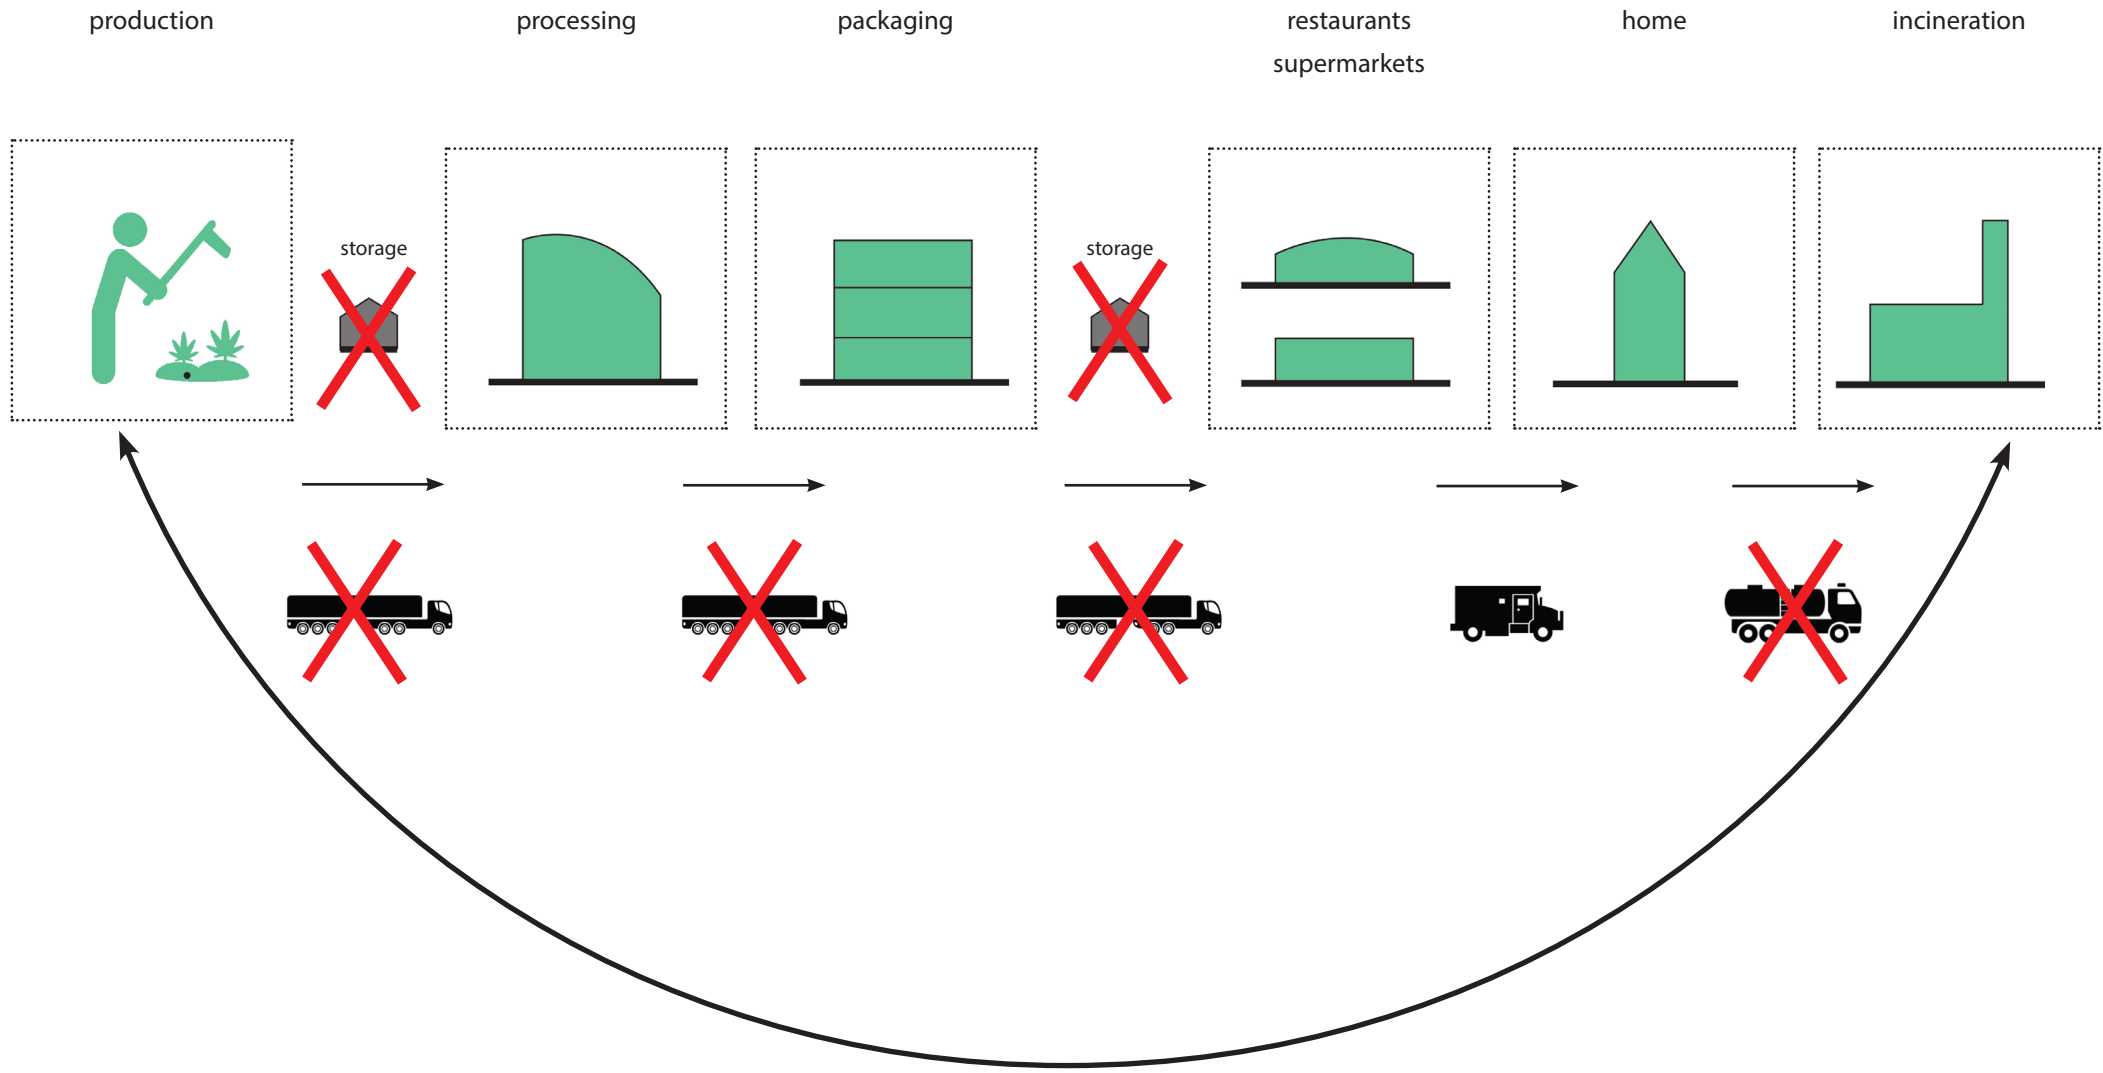 production
processing
packaging
restaurants
supermarkets
home
incineration
storage
storage